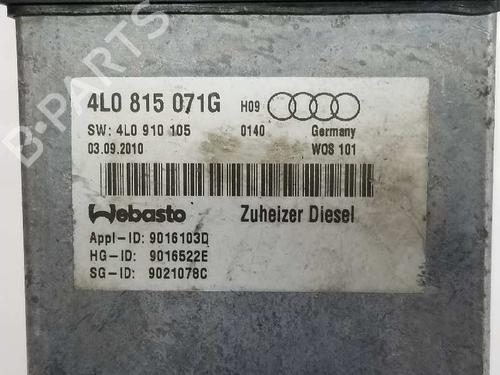 B-PARTS
4L0 815 071G H09
SW: 4L0 910 105 0140 Germany
03.09.2010 WOS 101
Webasto Zuheizer Diesel
Appl-ID: 9016103D
HG-ID: 9016522E
SG-ID: 9021078C